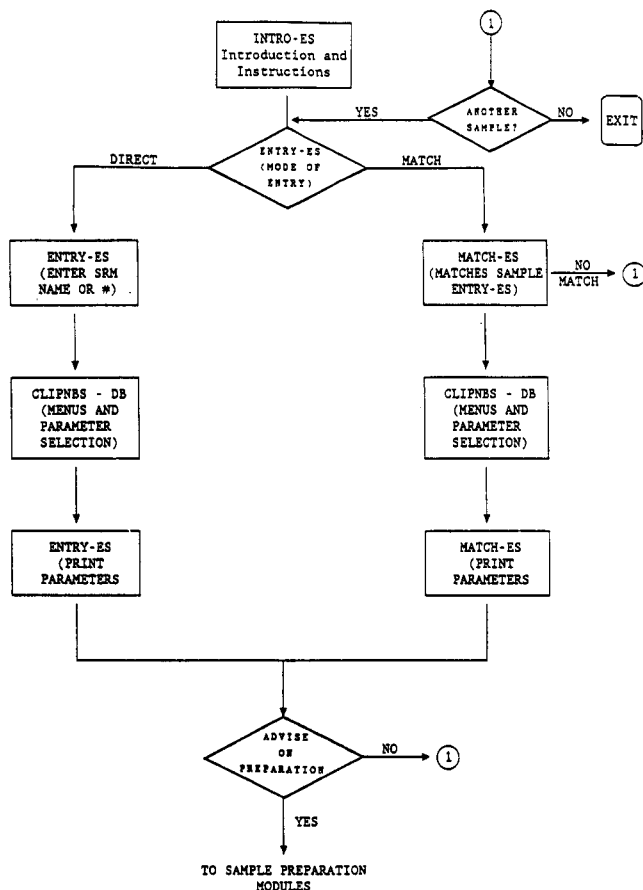 INTRO-ES
Introduction and
Instructions
1
ANOTHER
SAMPLE?
YES
NO
EXIT
ENTRY-ES
(MODE OF
ENTRY)
DIRECT
MATCH
ENTRY-ES
(ENTER SRM
NAME OR #)
MATCH-ES
(MATCHES SAMPLE
ENTRY-ES)
NO
MATCH
1
CLIPNBS - DB
(MENUS AND
PARAMETER
SELECTION)
CLIPNBS - DB
(MENUS AND
PARAMETER
SELECTION)
ENTRY-ES
(PRINT
PARAMETERS
MATCH-ES
(PRINT
PARAMETERS
ADVISE
ON
PREPARATION
NO
1
YES
TO SAMPLE PREPARATION
MODULES